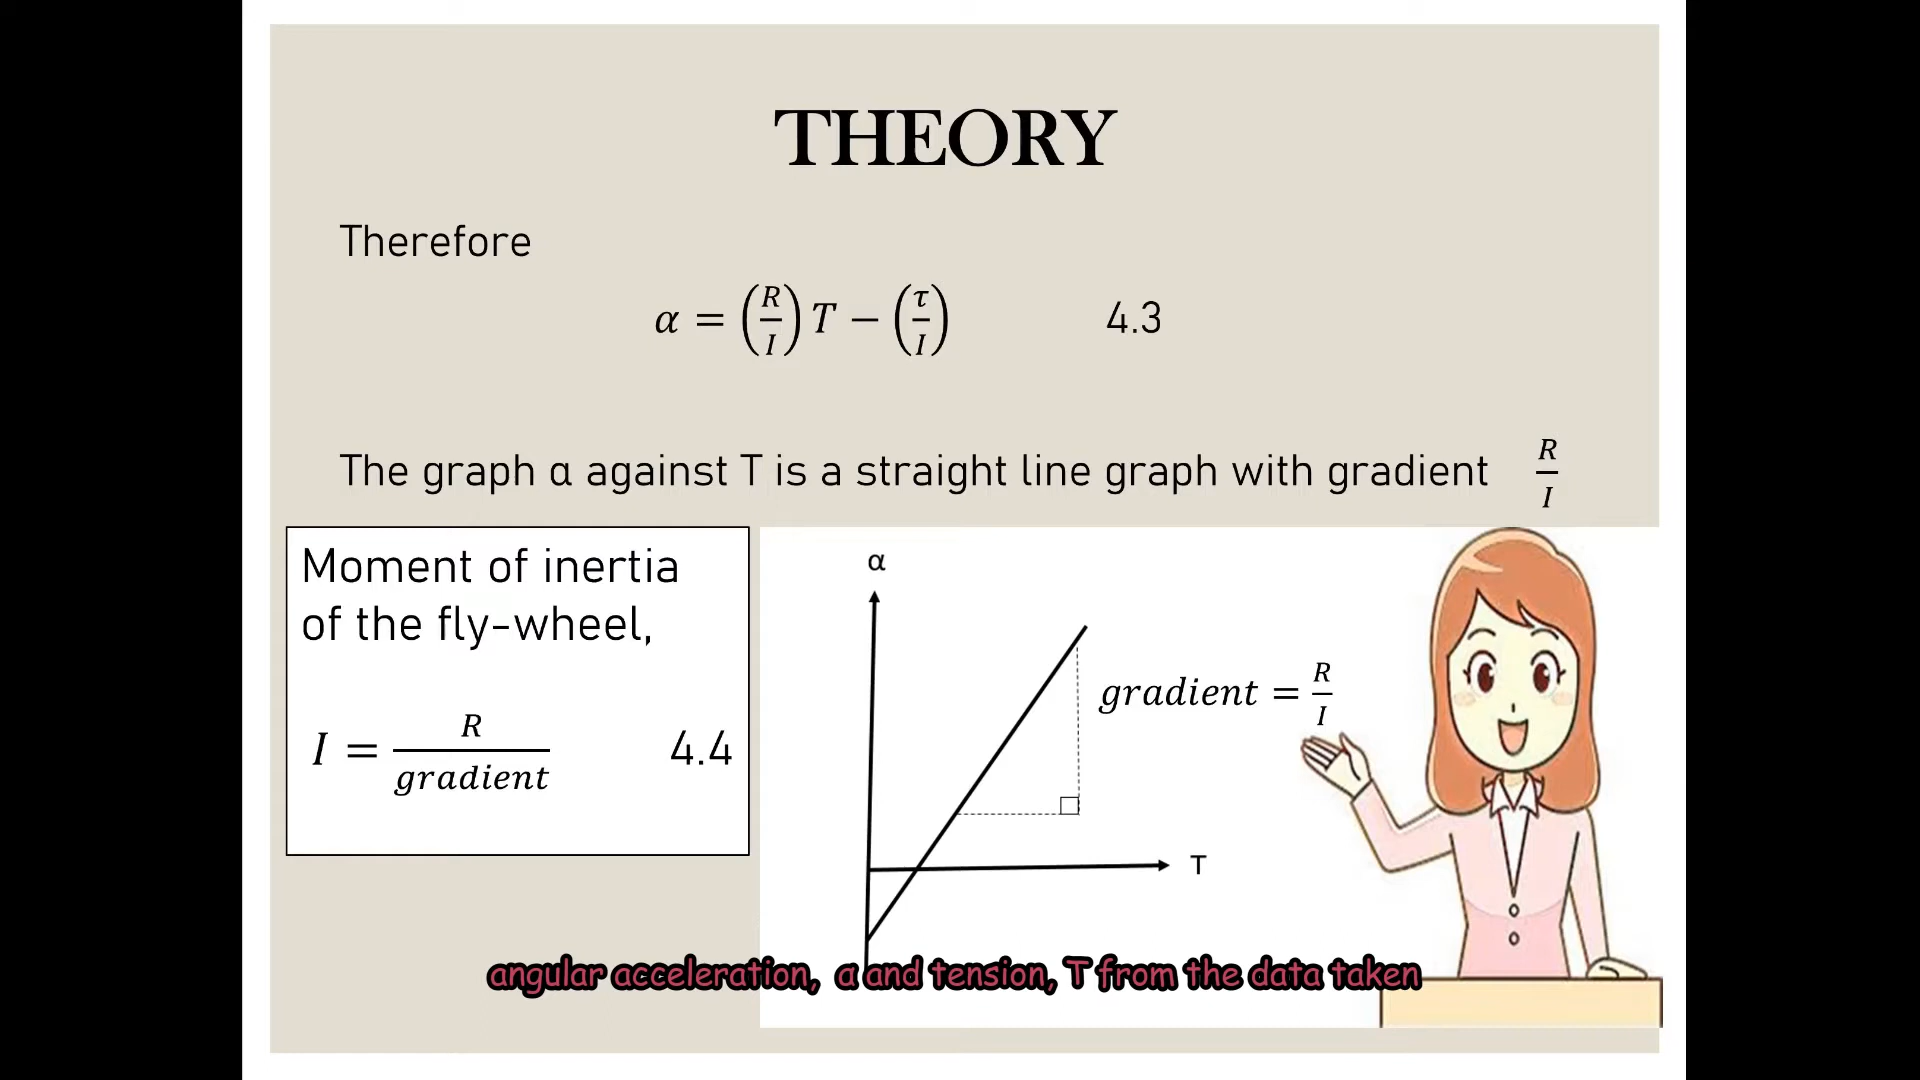 THEORY
Therefore
α = (R/I) T − (τ/I) 4.3
The graph α against T is a straight line graph with gradient R/I
Moment of inertia
of the fly-wheel,
I = R/gradient 4.4
α
gradient = R/I
T
angular acceleration, α and tension, T from the data taken